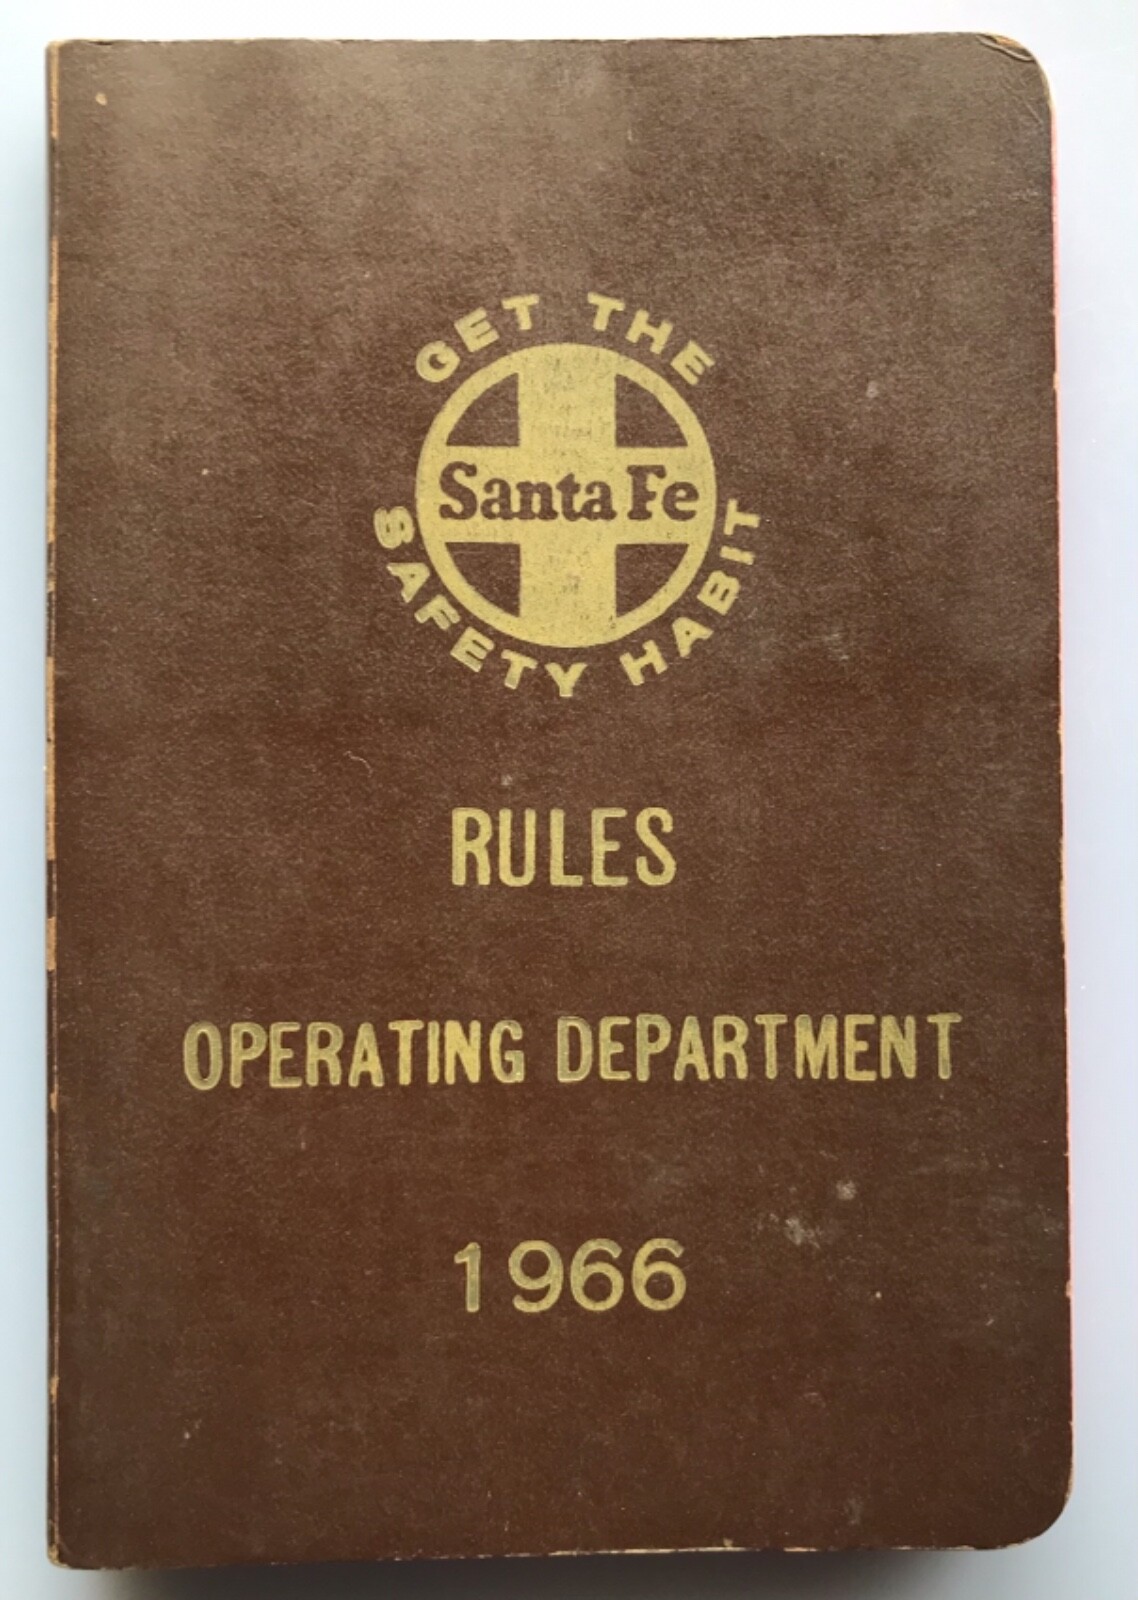 GET THE
Santa Fe
SAFETY HABIT
RULES
OPERATING DEPARTMENT
1966